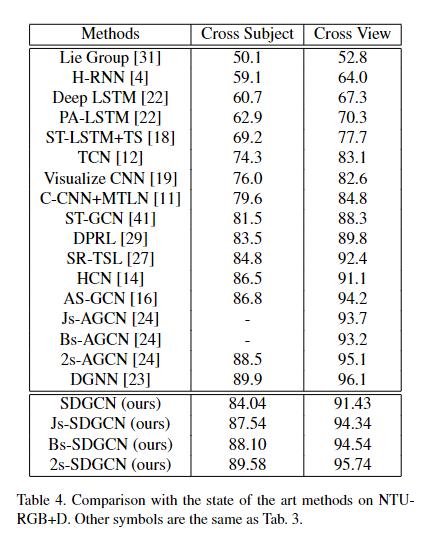 Methods Cross Subject Cross View
Lie Group [31] 50.1 52.8
H-RNN [4] 59.1 64.0
Deep LSTM [22] 60.7 67.3
PA-LSTM [22] 62.9 70.3
ST-LSTM+TS [18] 69.2 77.7
TCN [12] 74.3 83.1
Visualize CNN [19] 76.0 82.6
C-CNN+MTLN [11] 79.6 84.8
ST-GCN [41] 81.5 88.3
DPRL [29] 83.5 89.8
SR-TSL [27] 84.8 92.4
HCN [14] 86.5 91.1
AS-GCN [16] 86.8 94.2
Js-AGCN [24] - 93.7
Bs-AGCN [24] - 93.2
2s-AGCN [24] 88.5 95.1
DGNN [23] 89.9 96.1
SDGCN (ours) 84.04 91.43
Js-SDGCN (ours) 87.54 94.34
Bs-SDGCN (ours) 88.10 94.54
2s-SDGCN (ours) 89.58 95.74
Table 4. Comparison with the state of the art methods on NTU-
RGB+D. Other symbols are the same as Tab. 3.